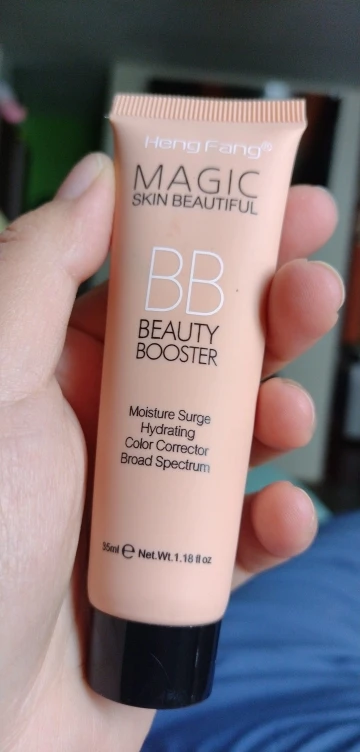 Heng Fang®
MAGIC
SKIN BEAUTIFUL
BB
BEAUTY
BOOSTER
Moisture Surge
Hydrating
Color Corrector
Broad Spectrum
35ml ℮ Net.Wt.1.18 fl oz